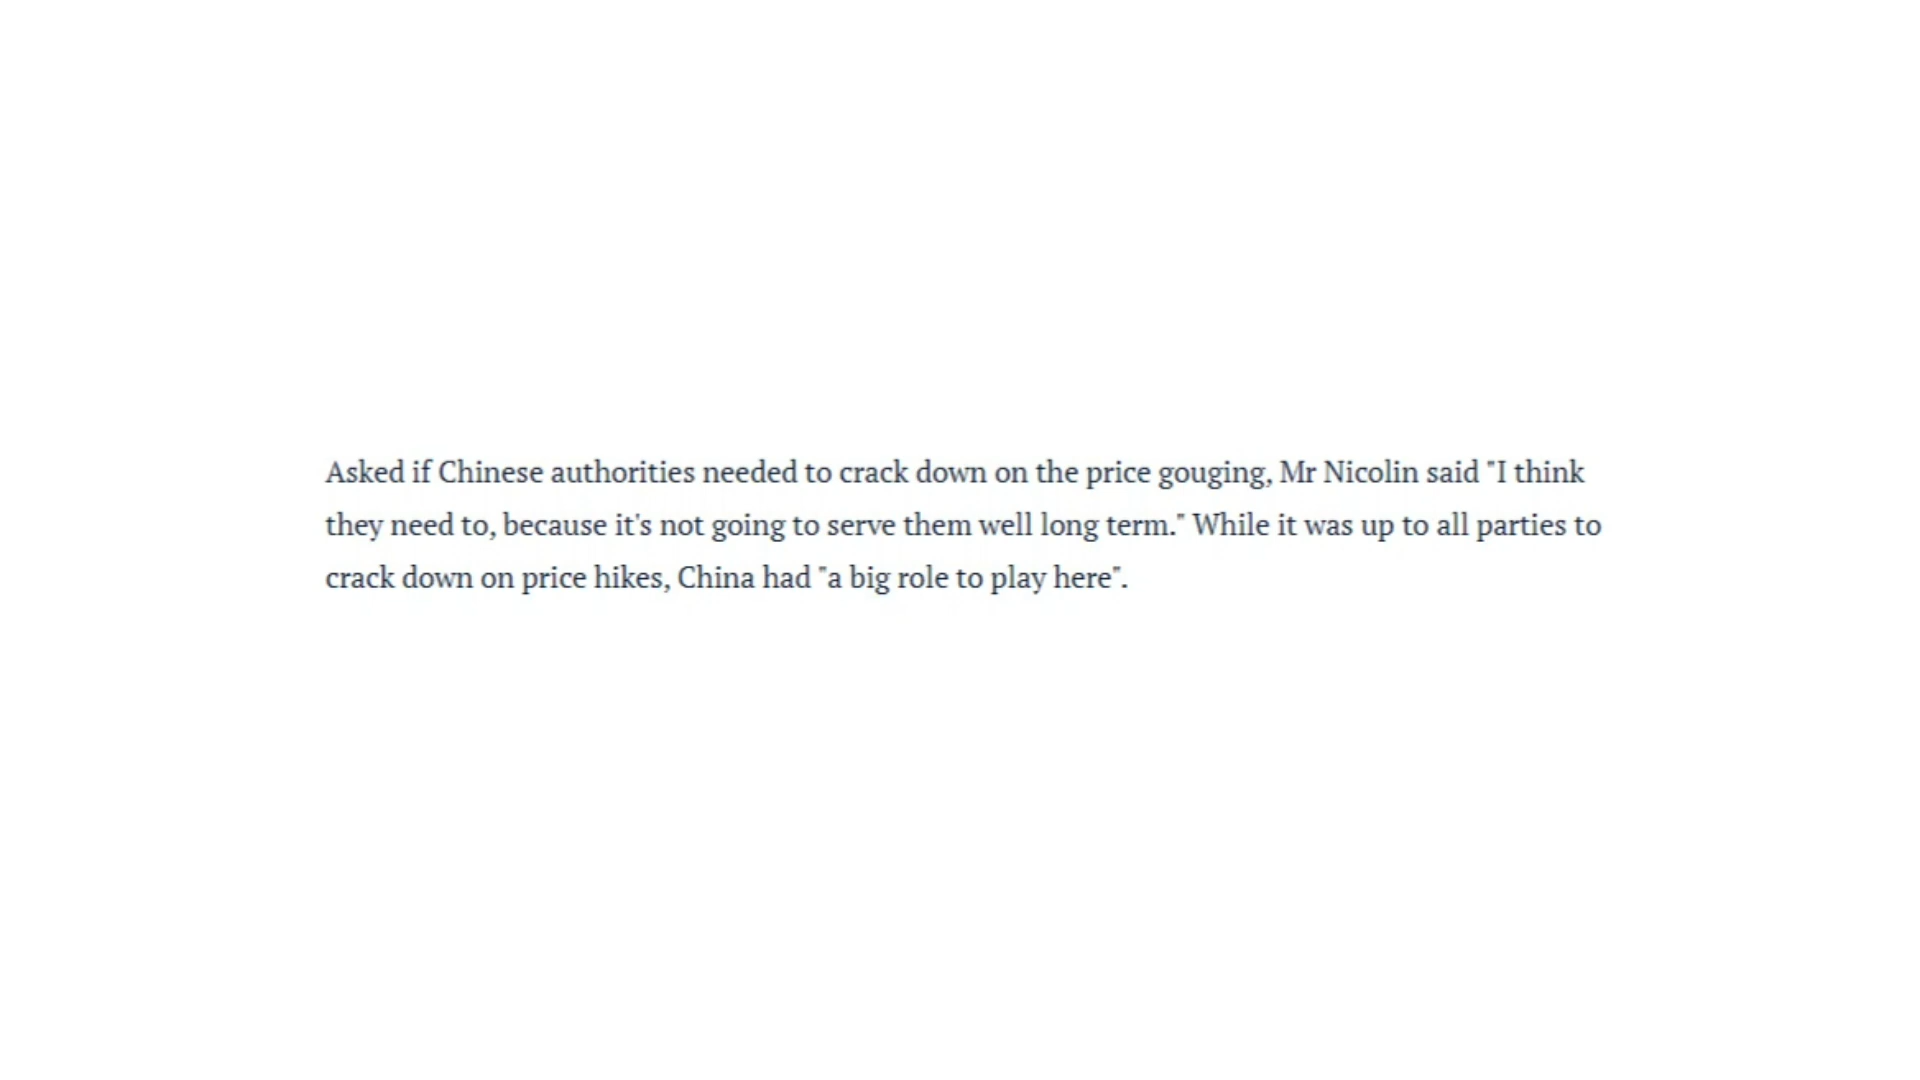 Asked if Chinese authorities needed to crack down on the price gouging, Mr Nicolin said "I think
they need to, because it's not going to serve them well long term." While it was up to all parties to
crack down on price hikes, China had "a big role to play here".